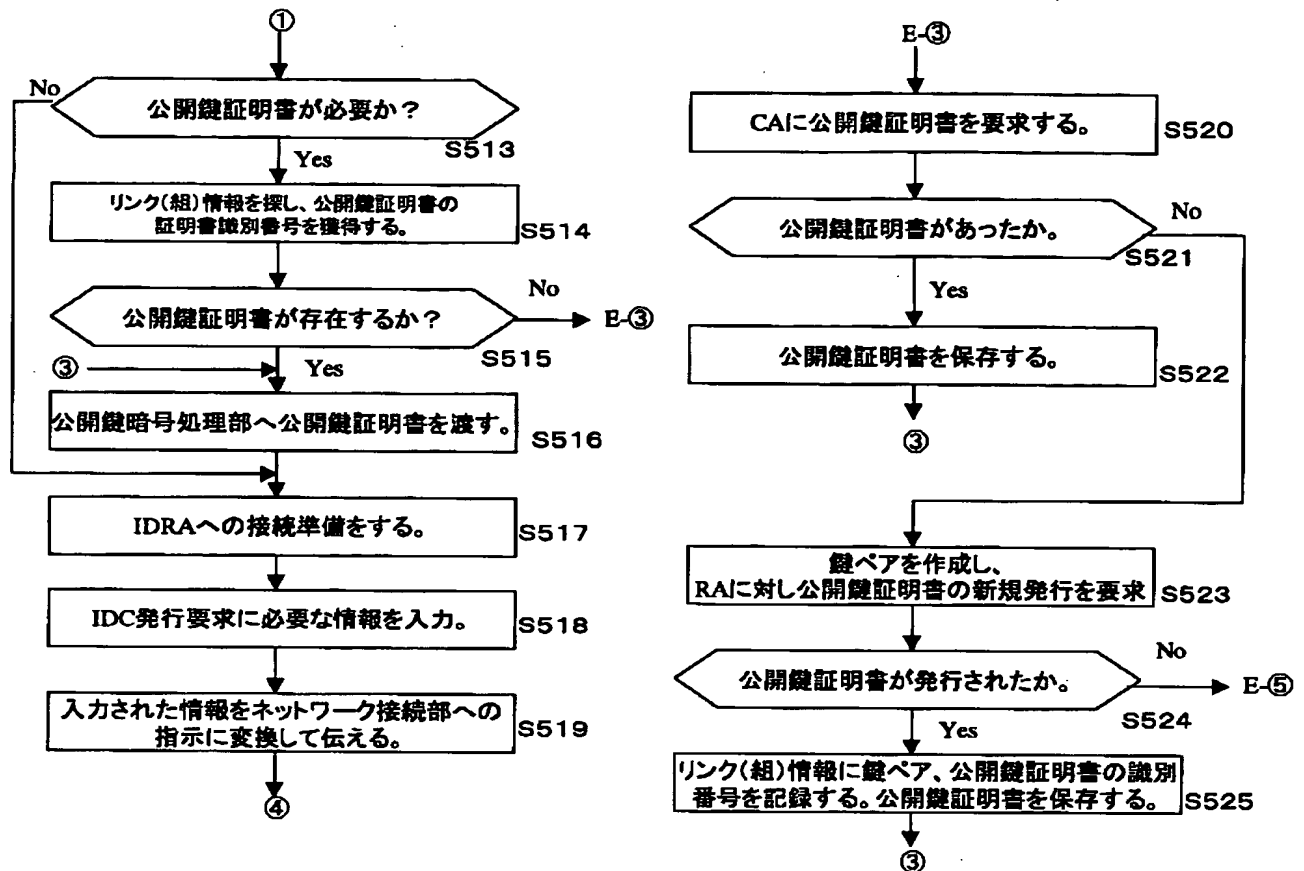 ①
No
公開鍵証明書が必要か？
S513
Yes
リンク(組)情報を探し、公開鍵証明書の
証明書識別番号を獲得する。
S514
No
公開鍵証明書が存在するか？
E-③
S515
③
Yes
公開鍵暗号処理部へ公開鍵証明書を渡す。
S516
IDRAへの接続準備をする。
S517
IDC発行要求に必要な情報を入力。
S518
入力された情報をネットワーク接続部への
指示に変換して伝える。
S519
④
E-③
CAに公開鍵証明書を要求する。
S520
No
公開鍵証明書があったか。
S521
Yes
公開鍵証明書を保存する。
S522
③
鍵ペアを作成し、
RAに対し公開鍵証明書の新規発行を要求
S523
No
公開鍵証明書が発行されたか。
E-⑤
S524
Yes
リンク(組)情報に鍵ペア、公開鍵証明書の識別
番号を記録する。公開鍵証明書を保存する。
S525
③